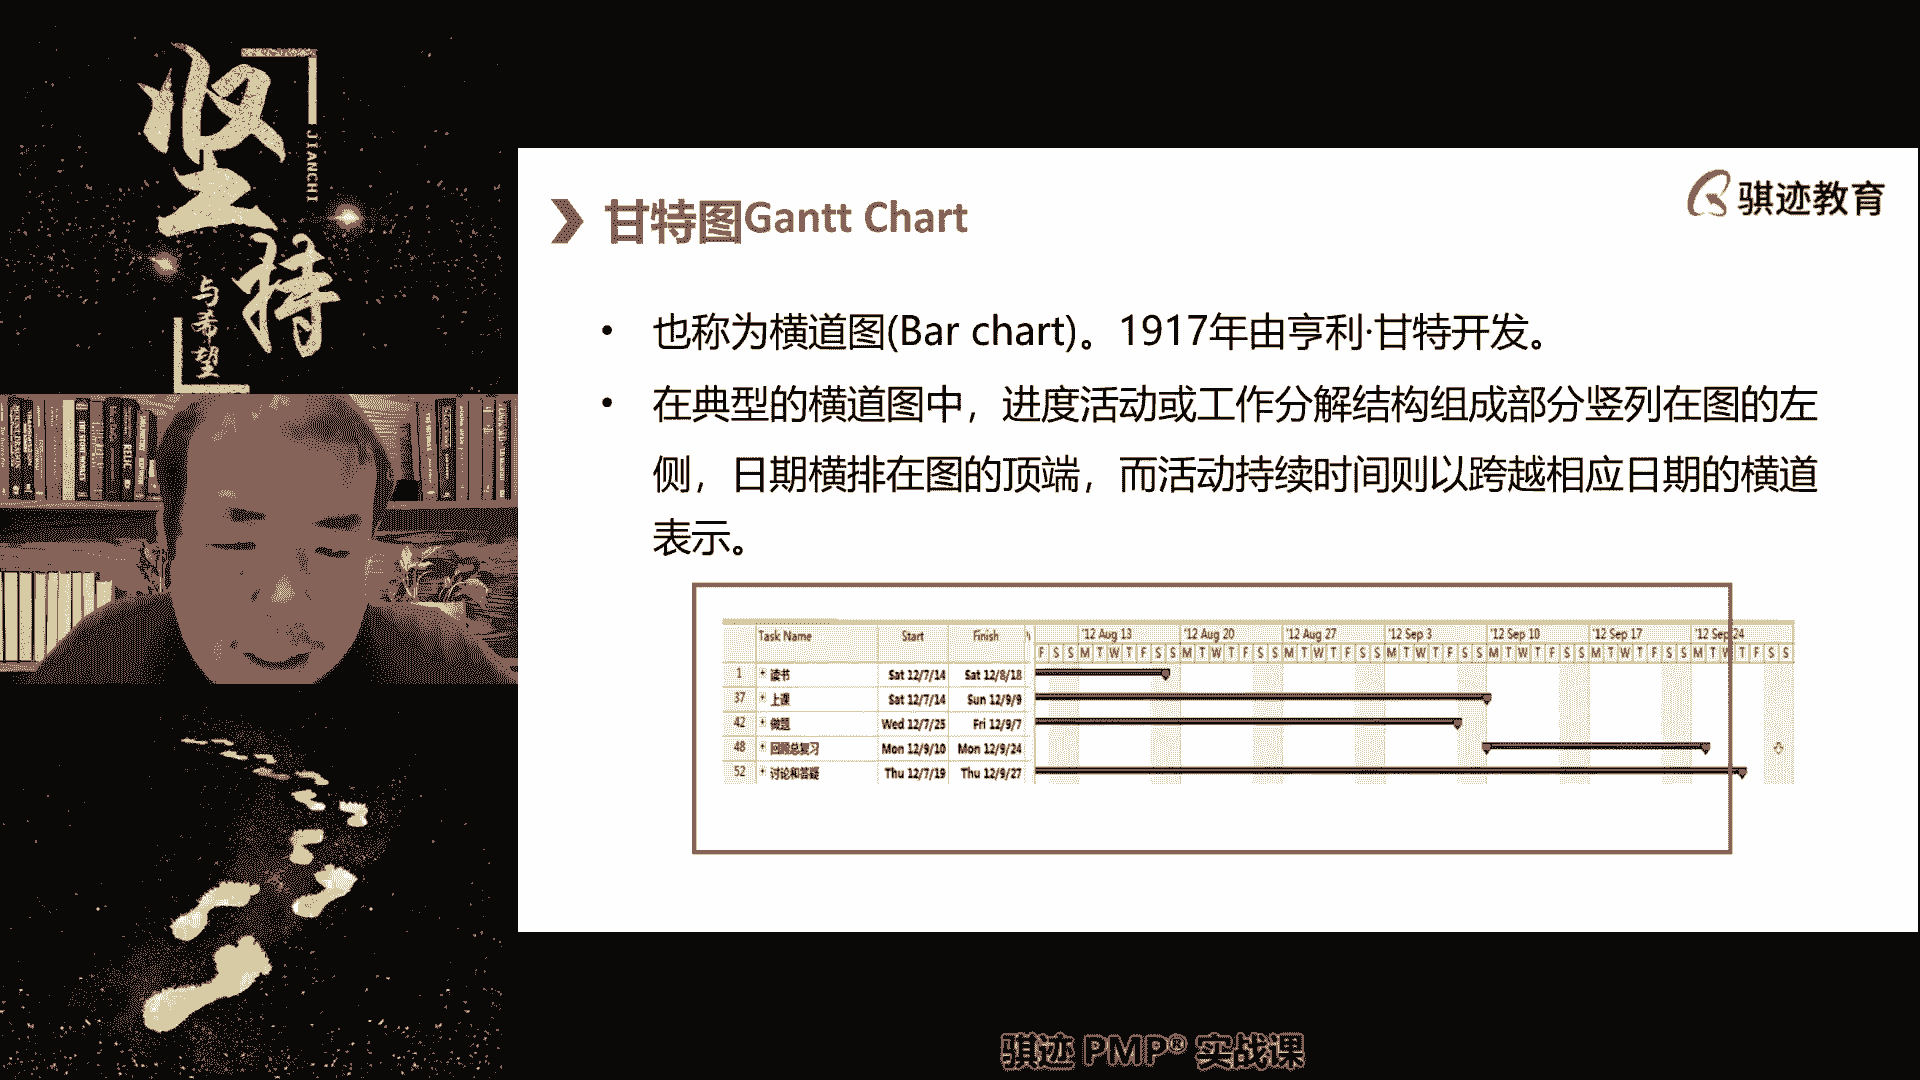 坚持
JIANCHI
与希望
骐迹教育
甘特图Gantt Chart
• 也称为横道图(Bar chart)。1917年由亨利·甘特开发。
• 在典型的横道图中，进度活动或工作分解结构组成部分竖列在图的左
侧，日期横排在图的顶端，而活动持续时间则以跨越相应日期的横道
表示。
Task Name Start Finish '12 Aug 13 '12 Aug 20 '12 Aug 27 '12 Sep 3 '12 Sep 10 '12 Sep 17 '12 Sep 24
F S S M T W T F S S M T W T F S S M T W T F S S M T W T F S S M T W T F S S M T W T F S S M T W T F S S
1 读书 Sat 12/7/14 Sat 12/8/18
37 上课 Sat 12/7/14 Sun 12/9/9
42 做题 Wed 12/7/25 Fri 12/9/7
48 回顾总复习 Mon 12/9/10 Mon 12/9/24
52 讨论和答疑 Thu 12/7/19 Thu 12/9/27
骐迹 PMP® 实战课